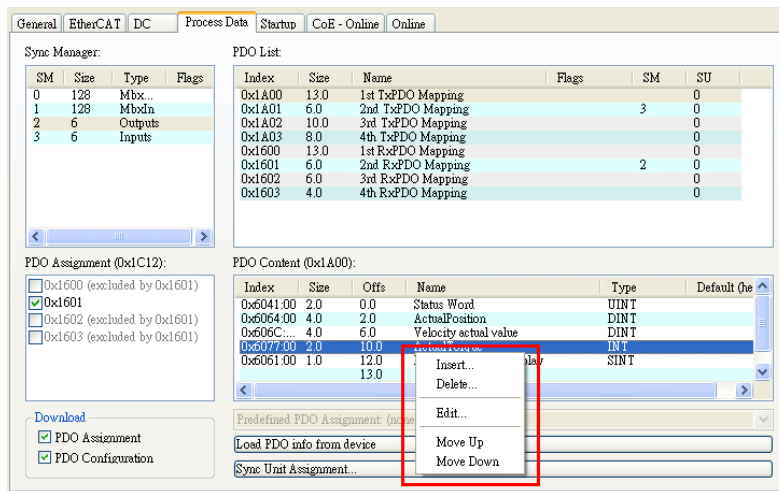 General EtherCAT DC Process Data Startup CoE - Online Online
Sync Manager:
SM Size Type Flags
0 128 Mbx...
1 128 MbxIn
2 6 Outputs
3 6 Inputs
PDO List:
Index Size Name Flags SM SU
0x1A00 13.0 1st TxPDO Mapping 0
0x1A01 6.0 2nd TxPDO Mapping 3 0
0x1A02 10.0 3rd TxPDO Mapping 0
0x1A03 8.0 4th TxPDO Mapping 0
0x1600 13.0 1st RxPDO Mapping 0
0x1601 6.0 2nd RxPDO Mapping 2 0
0x1602 6.0 3rd RxPDO Mapping 0
0x1603 4.0 4th RxPDO Mapping 0
PDO Assignment (0x1C12):
0x1600 (excluded by 0x1601)
0x1601
0x1602 (excluded by 0x1601)
0x1603 (excluded by 0x1601)
PDO Content (0x1A00):
Index Size Offs Name Type Default (he
0x6041:00 2.0 0.0 Status Word UINT
0x6064:00 4.0 2.0 ActualPosition DINT
0x606C:... 4.0 6.0 Velocity actual value DINT
0x6077:00 2.0 10.0 ActualTorque INT
0x6061:00 1.0 12.0 play SINT
13.0
Insert...
Delete...
Edit...
Move Up
Move Down
Download
PDO Assignment
PDO Configuration
Predefined PDO Assignment: (none
Load PDO info from device
Sync Unit Assignment...